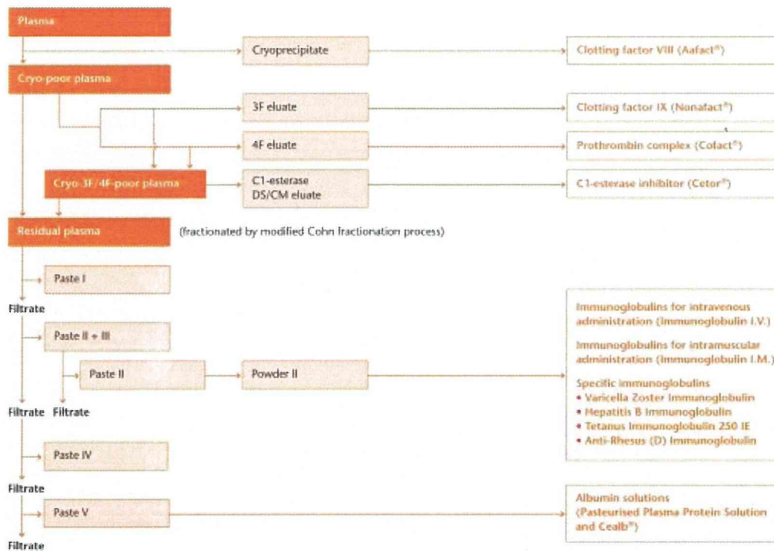 Plasma
Cryoprecipitate
Clotting factor VIII (Aafact®)
Cryo-poor plasma
3F eluate
Clotting factor IX (Nonafact®)
4F eluate
Prothrombin complex (Cofact®)
Cryo-3F/4F-poor plasma
C1-esterase
DS/CM eluate
C1-esterase inhibitor (Cetor®)
Residual plasma
(fractionated by modified Cohn fractionation process)
Paste I
Filtrate
Paste II + III
Paste II
Powder II
Immunoglobulins for intravenous
administration (Immunoglobulin I.V.)
Immunoglobulins for intramuscular
administration (Immunoglobulin I.M.)
Specific immunoglobulins
• Varicella Zoster Immunoglobulin
• Hepatitis B Immunoglobulin
• Tetanus Immunoglobulin 250 IE
• Anti-Rhesus (D) Immunoglobulin
Filtrate Filtrate
Paste IV
Filtrate
Paste V
Albumin solutions
(Pasteurised Plasma Protein Solution
and Cealb®)
Filtrate